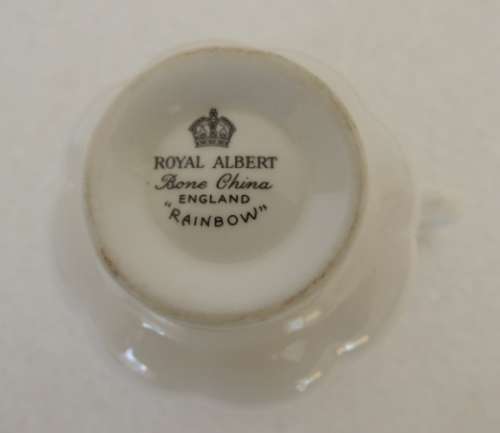 ROYAL ALBERT
Bone China
ENGLAND
"RAINBOW"